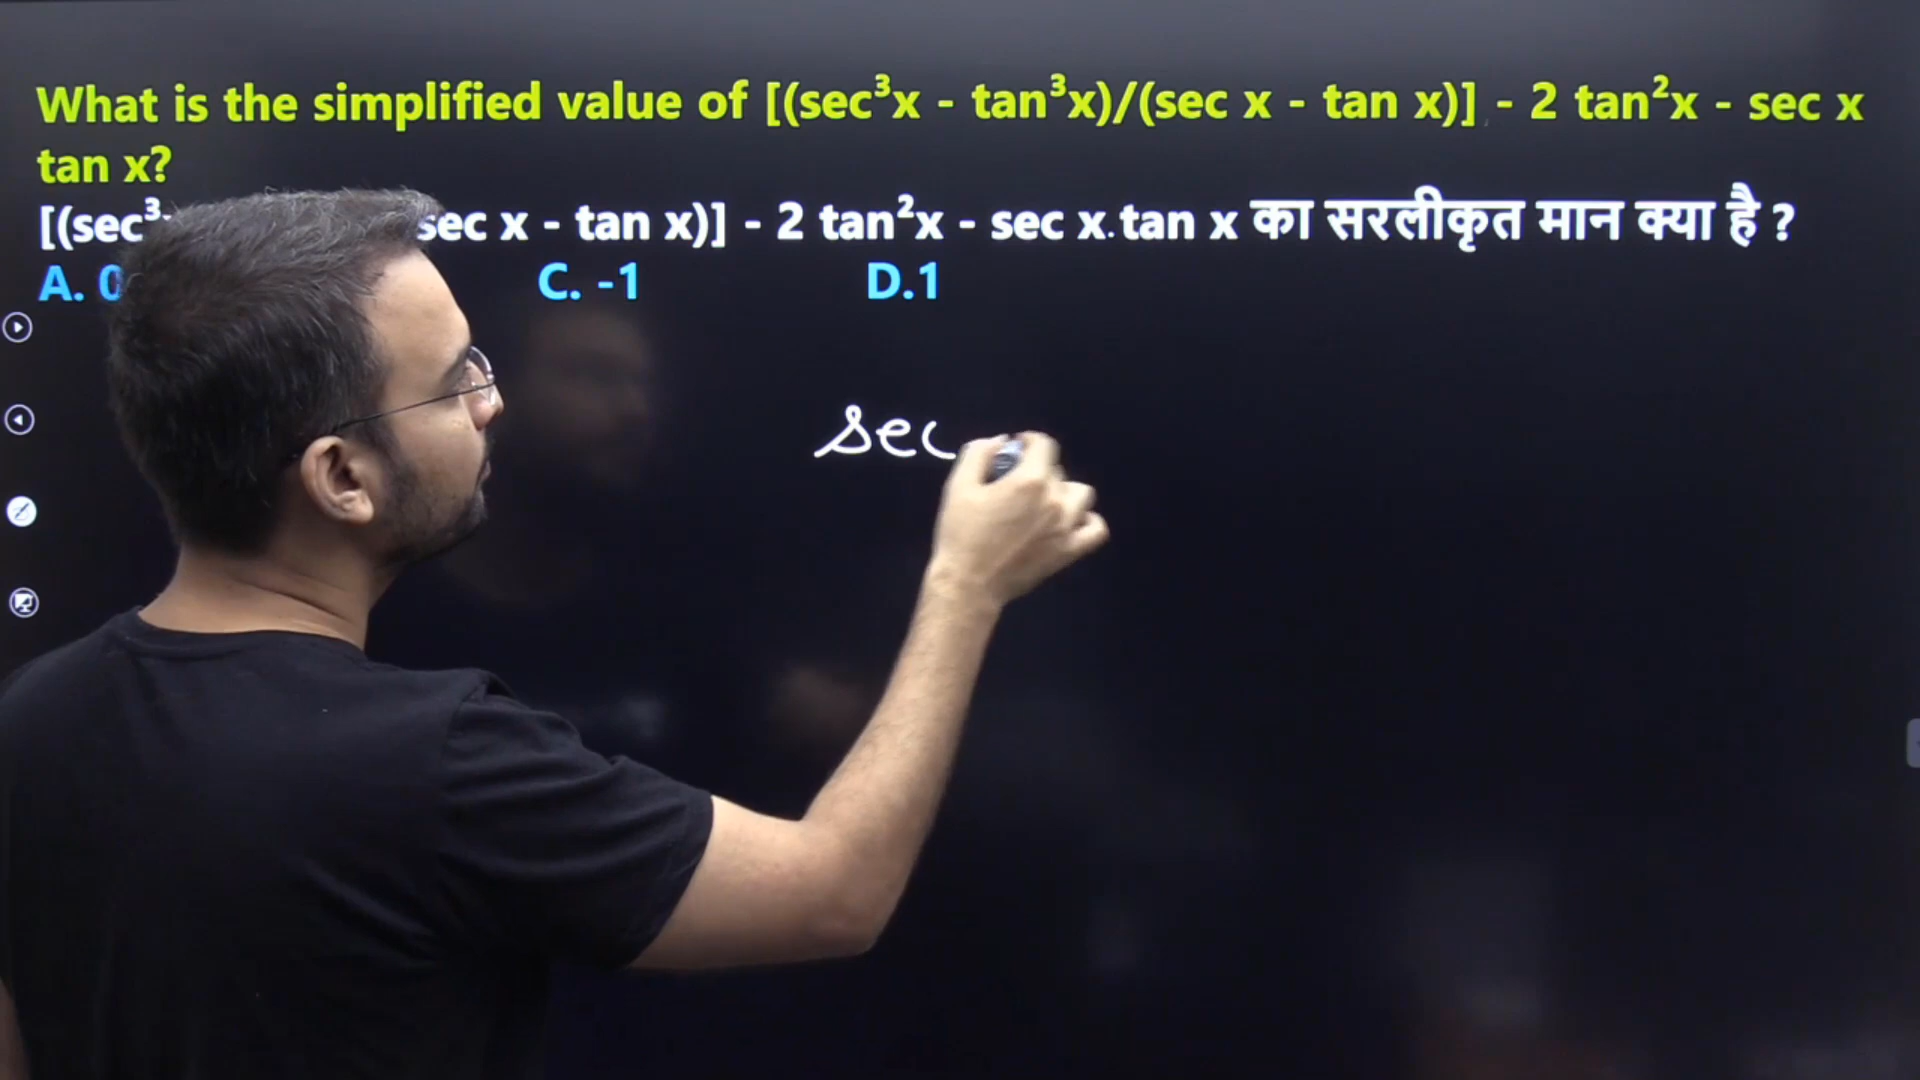 What is the simplified value of [(sec³x - tan³x)/(sec x - tan x)] - 2 tan²x - sec x
tan x?
[(sec³ sec x - tan x)] - 2 tan²x - sec x.tan x का सरलीकृत मान क्या है ?
A. 0 C. -1 D.1
sec